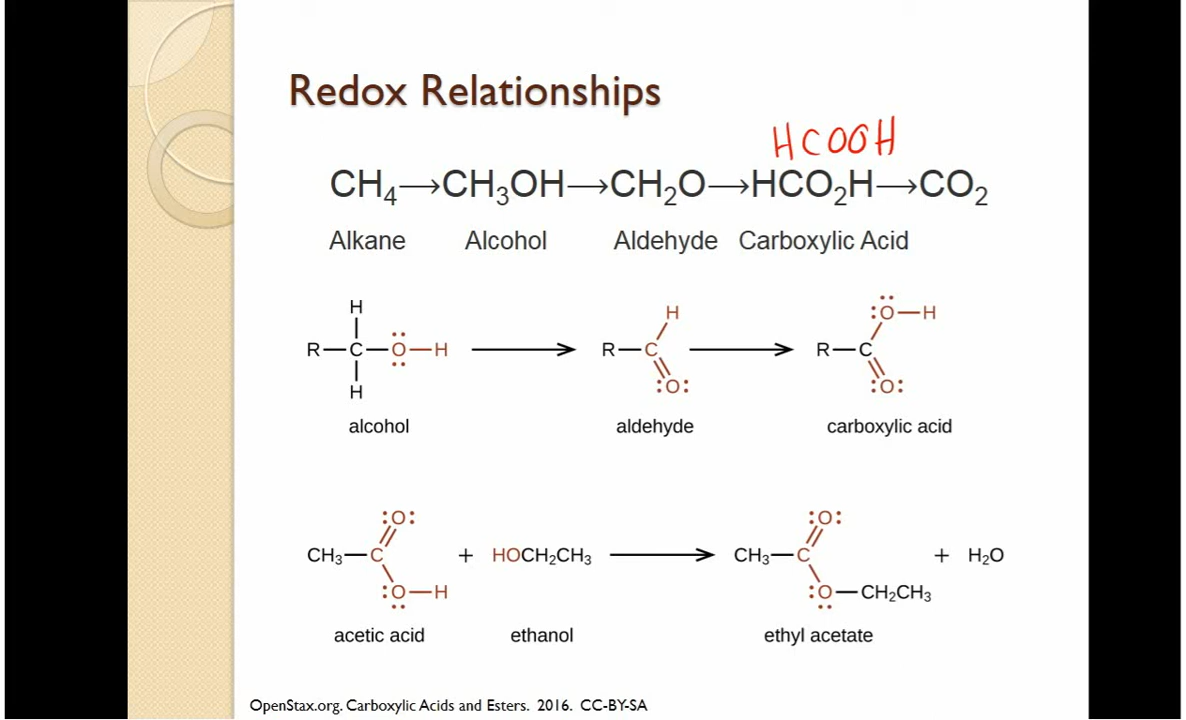 Redox Relationships
HCOOH
CH₄→CH₃OH→CH₂O→HCO₂H→CO₂
Alkane Alcohol Aldehyde Carboxylic Acid
H
R—C—O—H
H
alcohol
H
R—C
:O:
aldehyde
:O—H
R—C
:O:
carboxylic acid
:O:
CH₃—C
:O—H
acetic acid
+ HOCH₂CH₃
ethanol
:O:
CH₃—C
:O—CH₂CH₃
ethyl acetate
+ H₂O
OpenStax.org. Carboxylic Acids and Esters. 2016. CC-BY-SA